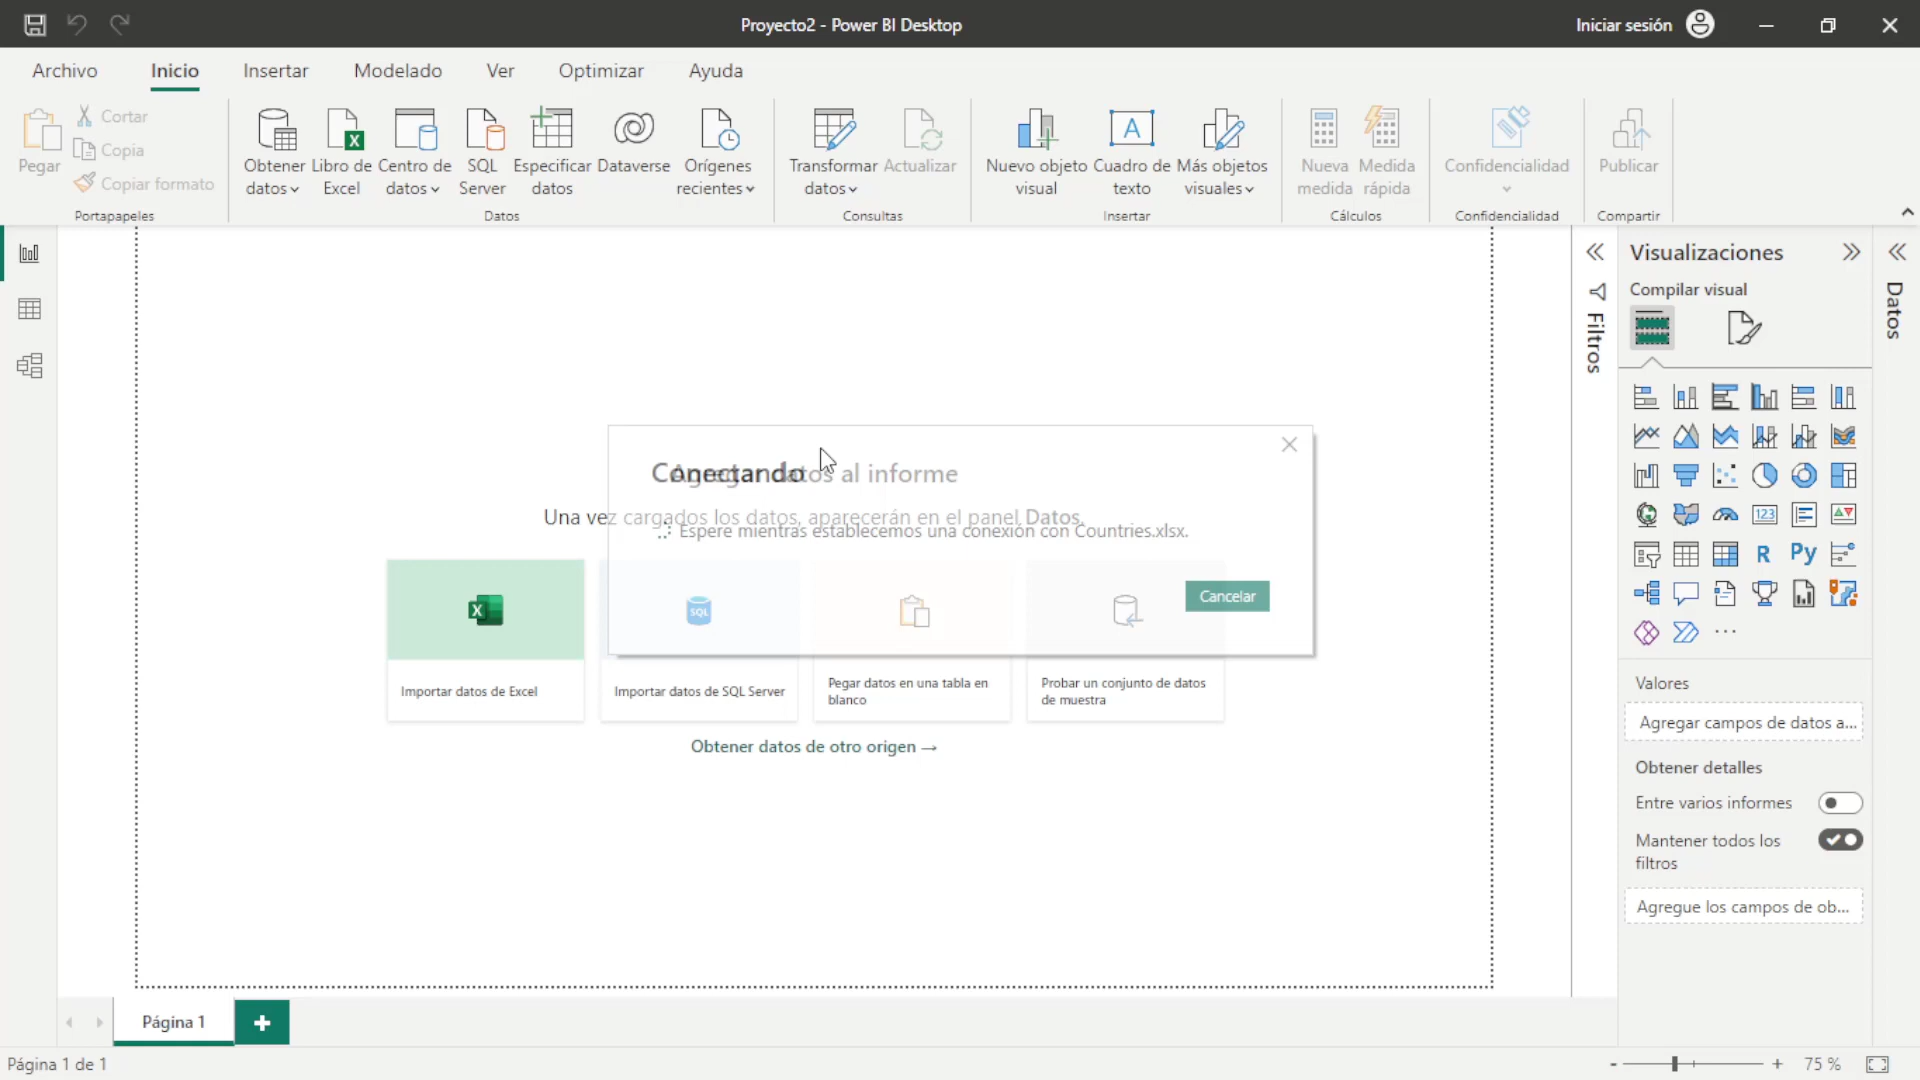 Proyecto2 - Power BI Desktop
Iniciar sesión
Archivo
Inicio
Insertar
Modelado
Ver
Optimizar
Ayuda
Pegar
Cortar
Copia
Copiar formato
Portapapeles
Obtener
datos
Libro de
Excel
Centro de
datos
SQL
Server
Especificar
datos
Dataverse
Orígenes
recientes
Datos
Transformar
datos
Actualizar
Consultas
Nuevo objeto
visual
Cuadro de
texto
Más objetos
visuales
Insertar
Nueva
medida
Medida
rápida
Cálculos
Confidencialidad
Confidencialidad
Publicar
Compartir
Filtros
Visualizaciones
Compilar visual
Datos
R
Py
123
Conectando
Agregar datos al informe
Una vez cargados los datos, aparecerán en el panel Datos.
Espere mientras establecemos una conexión con Countries.xlsx.
Cancelar
SQL
Importar datos de Excel
Importar datos de SQL Server
Pegar datos en una tabla en
blanco
Probar un conjunto de datos
de muestra
Obtener datos de otro origen →
Valores
Agregar campos de datos a...
Obtener detalles
Entre varios informes
Mantener todos los
filtros
Agregue los campos de ob...
Página 1
Página 1 de 1
75 %